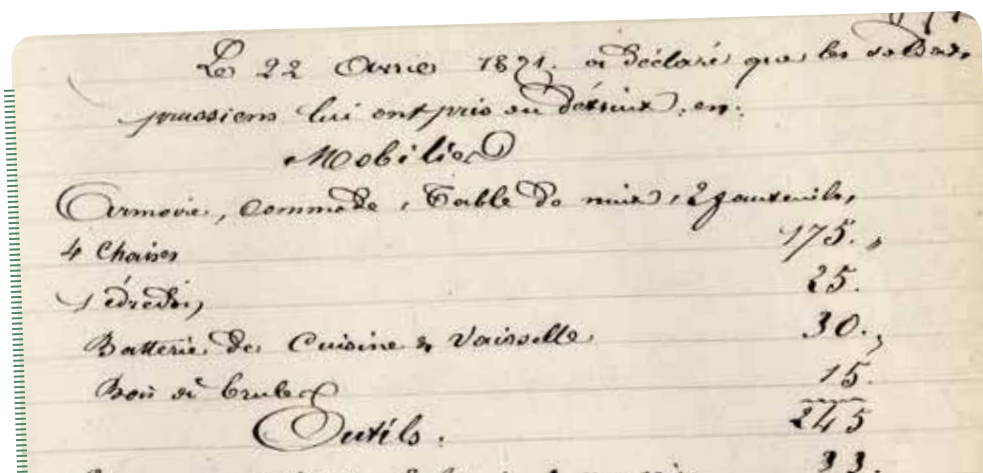 Le 22 Avril 1871. a déclaré que les soldats
prussiens lui ont pris ou détruit. en.
Mobilier
Armoire, commode, Table de nuit, 2 fauteuils,
4 Chaises 175. „
1 édredon, 25.
Batterie de Cuisine & Vaisselle 30. „
Bois à bruler 15.
245
Outils.
33.